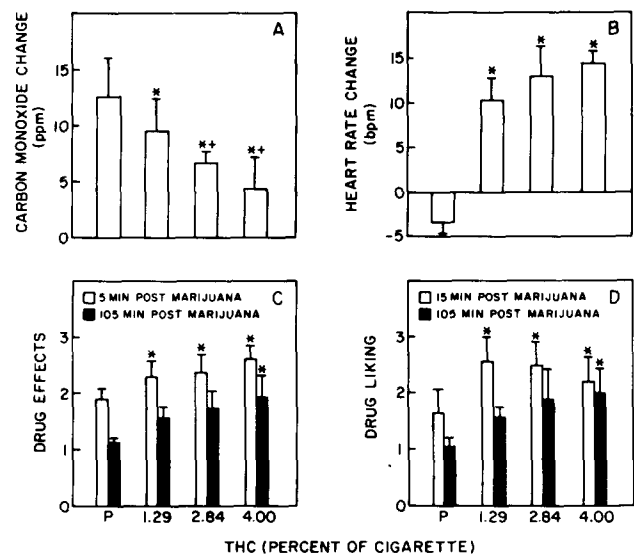 A
CARBON MONOXIDE CHANGE
(ppm)
15
10
5
0
*
*+
*+
B
HEART RATE CHANGE
(bpm)
15
10
5
0
-5
*
*
*
C
□ 5 MIN POST MARIJUANA
■ 105 MIN POST MARIJUANA
DRUG EFFECTS
3
2
1
0
*
*
*
*
P 1.29 2.84 4.00
D
□ 15 MIN POST MARIJUANA
■ 105 MIN POST MARIJUANA
DRUG LIKING
3
2
1
0
*
*
*
*
P 1.29 2.84 4.00
THC (PERCENT OF CIGARETTE)